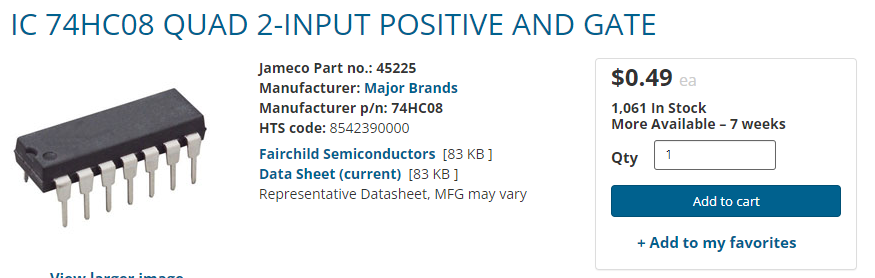 IC 74HC08 QUAD 2-INPUT POSITIVE AND GATE
Jameco Part no.: 45225
Manufacturer: Major Brands
Manufacturer p/n: 74HC08
HTS code: 8542390000
Fairchild Semiconductors [83 KB ]
Data Sheet (current) [83 KB ]
Representative Datasheet, MFG may vary
View larger image
$0.49 ea
1,061 In Stock
More Available – 7 weeks
Qty 1
Add to cart
+ Add to my favorites